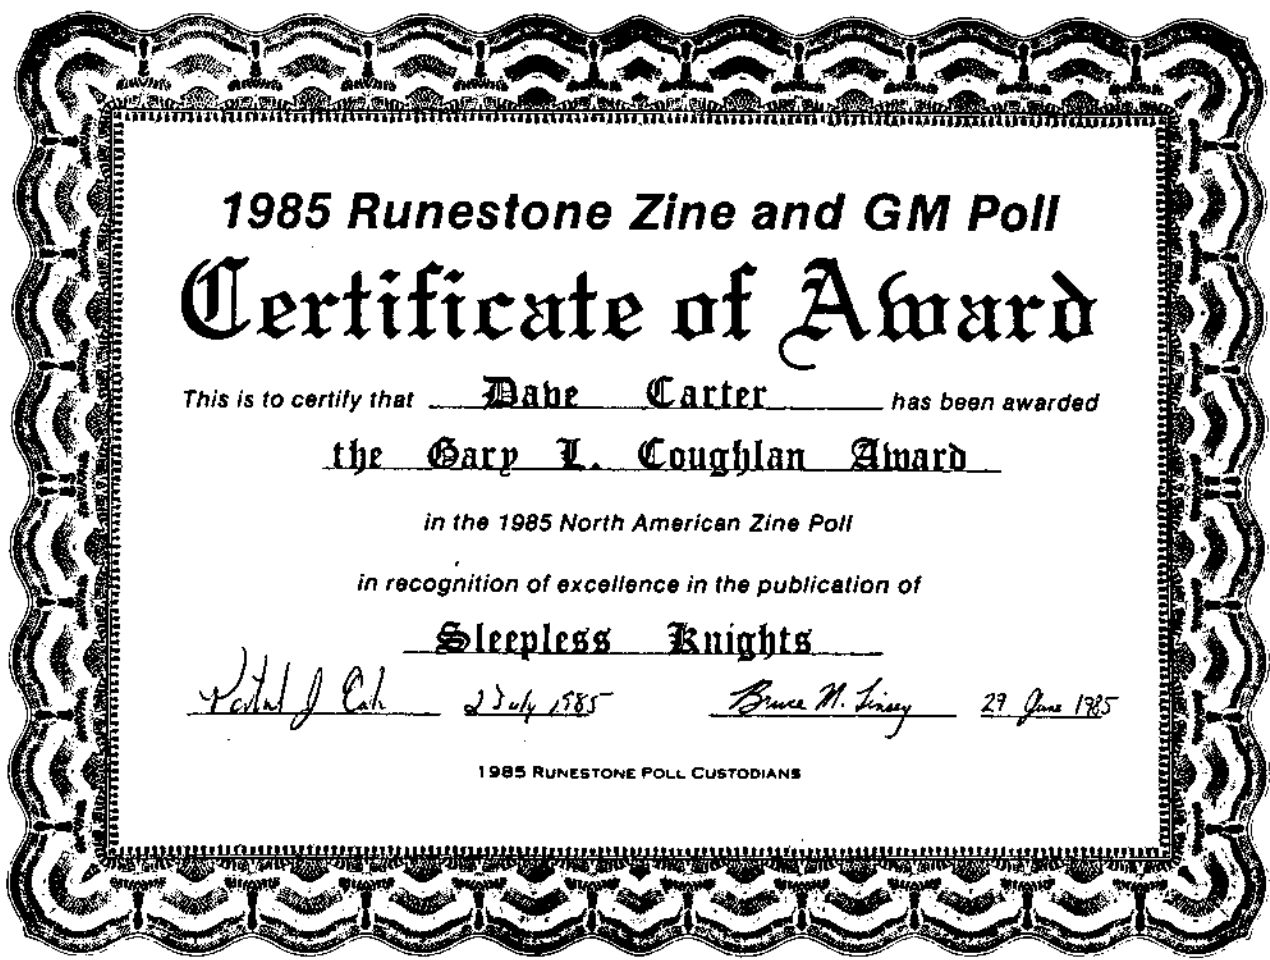 1985 Runestone Zine and GM Poll
Certificate of Award
This is to certify that Dave Carter has been awarded
the Gary L. Coughlan Award
in the 1985 North American Zine Poll
in recognition of excellence in the publication of
Sleepless Knights
J 2 July 1985 Bruce M. Linsey 29 June 1985
1985 RUNESTONE POLL CUSTODIANS